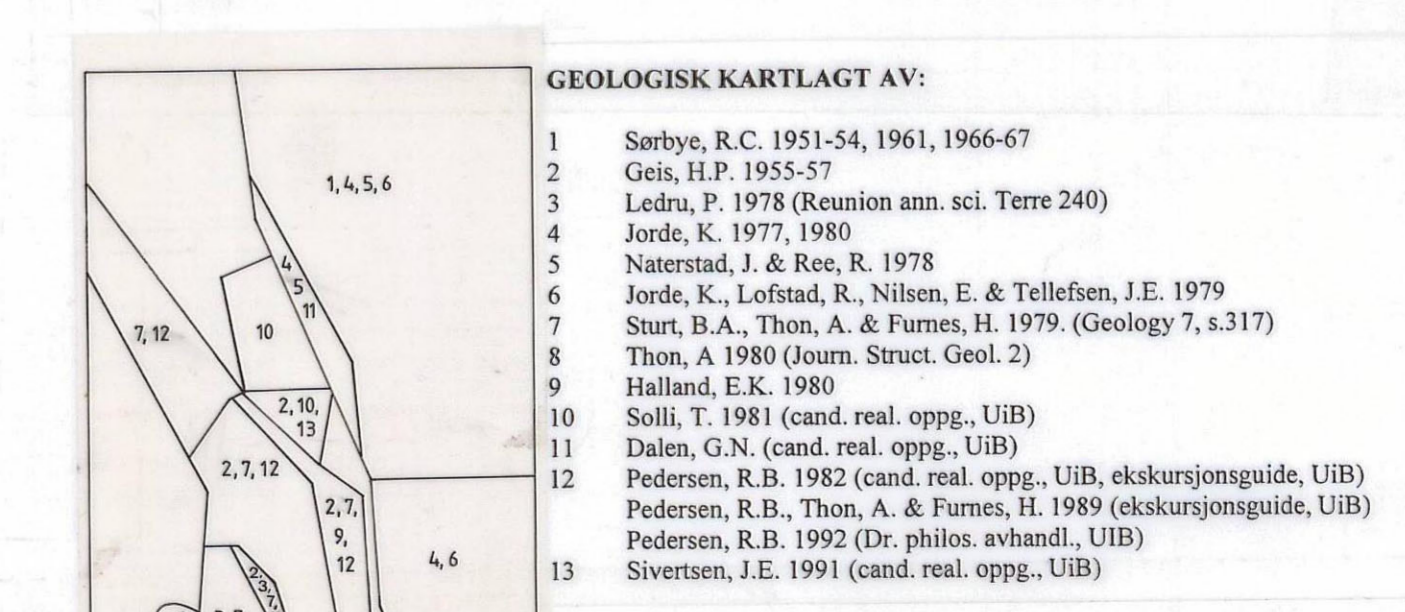 GEOLOGISK KARTLAGT AV:
1 Sørbye, R.C. 1951-54, 1961, 1966-67
2 Geis, H.P. 1955-57
3 Ledru, P. 1978 (Reunion ann. sci. Terre 240)
4 Jorde, K. 1977, 1980
5 Naterstad, J. & Ree, R. 1978
6 Jorde, K., Lofstad, R., Nilsen, E. & Tellefsen, J.E. 1979
7 Sturt, B.A., Thon, A. & Furnes, H. 1979. (Geology 7, s.317)
8 Thon, A 1980 (Journ. Struct. Geol. 2)
9 Halland, E.K. 1980
10 Solli, T. 1981 (cand. real. oppg., UiB)
11 Dalen, G.N. (cand. real. oppg., UiB)
12 Pedersen, R.B. 1982 (cand. real. oppg., UiB, ekskursjonsguide, UiB)
Pedersen, R.B., Thon, A. & Furnes, H. 1989 (ekskursjonsguide, UiB)
Pedersen, R.B. 1992 (Dr. philos. avhandl., UIB)
13 Sivertsen, J.E. 1991 (cand. real. oppg., UiB)
1, 4, 5, 6
4
5
11
7, 12
10
2, 10,
13
2, 7, 12
2, 7,
9,
12
4, 6
2, 3, 7,